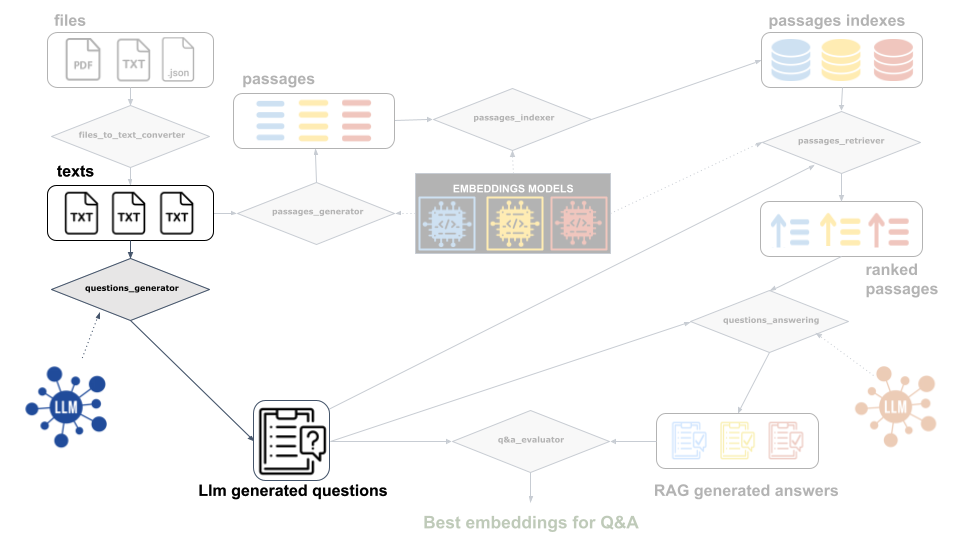 files
PDF
TXT
.json
files_to_text_converter
texts
TXT
TXT
TXT
questions_generator
LLM
Llm generated questions
passages
passages_generator
passages_indexer
EMBEDDINGS MODELS
</>
</>
</>
passages indexes
passages_retriever
ranked
passages
questions_answering
LLM
RAG generated answers
?
q&a_evaluator
Best embeddings for Q&A